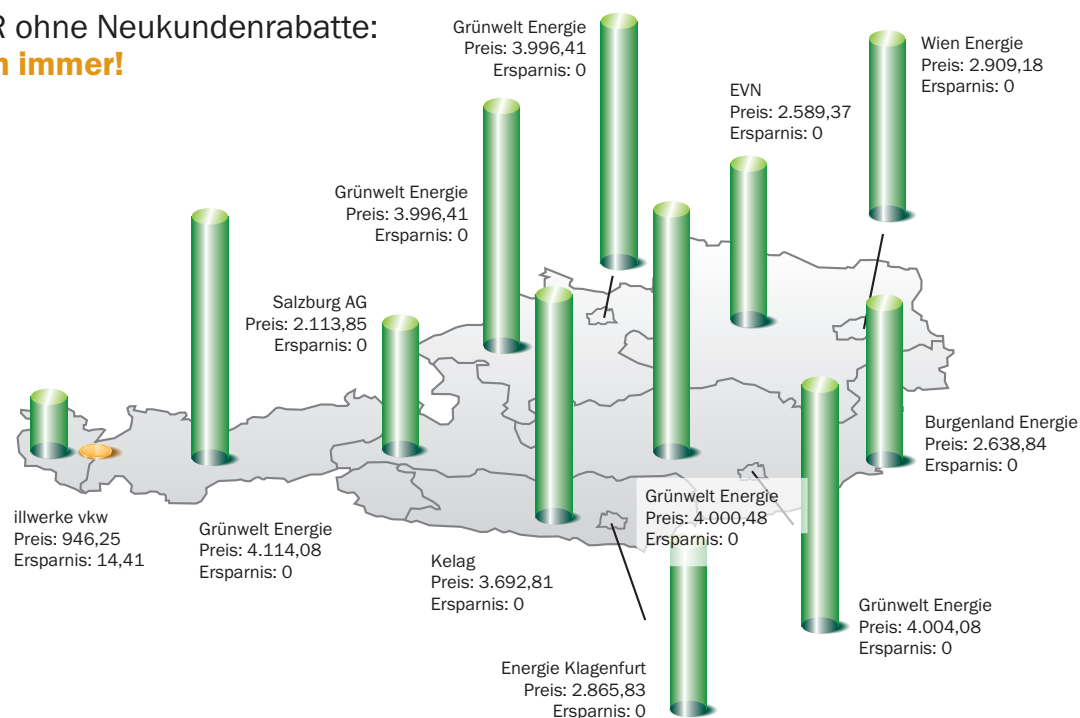 R ohne Neukundenrabatte:
immer!
Grünwelt Energie
Preis: 3.996,41
Ersparnis: 0
Wien Energie
Preis: 2.909,18
Ersparnis: 0
EVN
Preis: 2.589,37
Ersparnis: 0
Grünwelt Energie
Preis: 3.996,41
Ersparnis: 0
Salzburg AG
Preis: 2.113,85
Ersparnis: 0
Burgenland Energie
Preis: 2.638,84
Ersparnis: 0
illwerke vkw
Preis: 946,25
Ersparnis: 14,41
Grünwelt Energie
Preis: 4.114,08
Ersparnis: 0
Kelag
Preis: 3.692,81
Ersparnis: 0
Grünwelt Energie
Preis: 4.000,48
Ersparnis: 0
Grünwelt Energie
Preis: 4.004,08
Ersparnis: 0
Energie Klagenfurt
Preis: 2.865,83
Ersparnis: 0